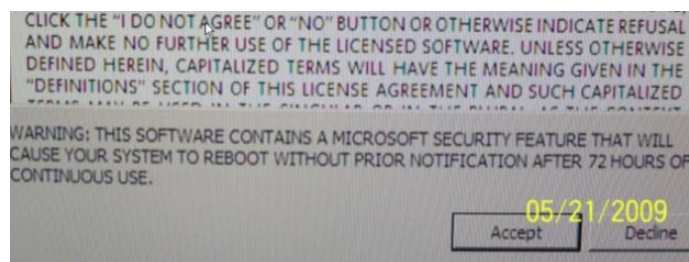 CLICK THE "I DO NOT AGREE" OR "NO" BUTTON OR OTHERWISE INDICATE REFUSAL
AND MAKE NO FURTHER USE OF THE LICENSED SOFTWARE. UNLESS OTHERWISE
DEFINED HEREIN, CAPITALIZED TERMS WILL HAVE THE MEANING GIVEN IN THE
"DEFINITIONS" SECTION OF THIS LICENSE AGREEMENT AND SUCH CAPITALIZED
WARNING: THIS SOFTWARE CONTAINS A MICROSOFT SECURITY FEATURE THAT WILL
CAUSE YOUR SYSTEM TO REBOOT WITHOUT PRIOR NOTIFICATION AFTER 72 HOURS OF
CONTINUOUS USE.
05/21/2009
Accept Decline